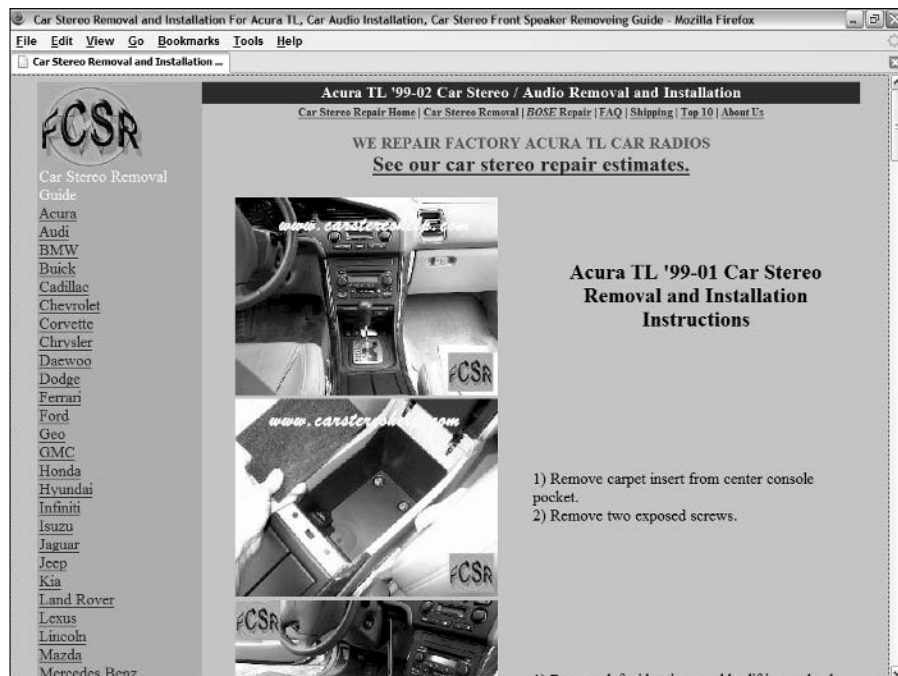 Car Stereo Removal and Installation For Acura TL, Car Audio Installation, Car Stereo Front Speaker Removeing Guide - Mozilla Firefox
File Edit View Go Bookmarks Tools Help
Car Stereo Removal and Installation ...
FCSR
Car Stereo Removal
Guide
Acura
Audi
BMW
Buick
Cadillac
Chevrolet
Corvette
Chrysler
Daewoo
Dodge
Ferrari
Ford
Geo
GMC
Honda
Hyundai
Infiniti
Isuzu
Jaguar
Jeep
Kia
Land Rover
Lexus
Lincoln
Mazda
Mercedes Benz
Acura TL '99-02 Car Stereo / Audio Removal and Installation
Car Stereo Repair Home | Car Stereo Removal | BOSE Repair | FAQ | Shipping | Top 10 | About Us
WE REPAIR FACTORY ACURA TL CAR RADIOS
See our car stereo repair estimates.
www.carstereohelp.com
FCSR
Acura TL '99-01 Car Stereo
Removal and Installation
Instructions
www.carstereohelp.com
FCSR
1) Remove carpet insert from center console
pocket.
2) Remove two exposed screws.
FCSR